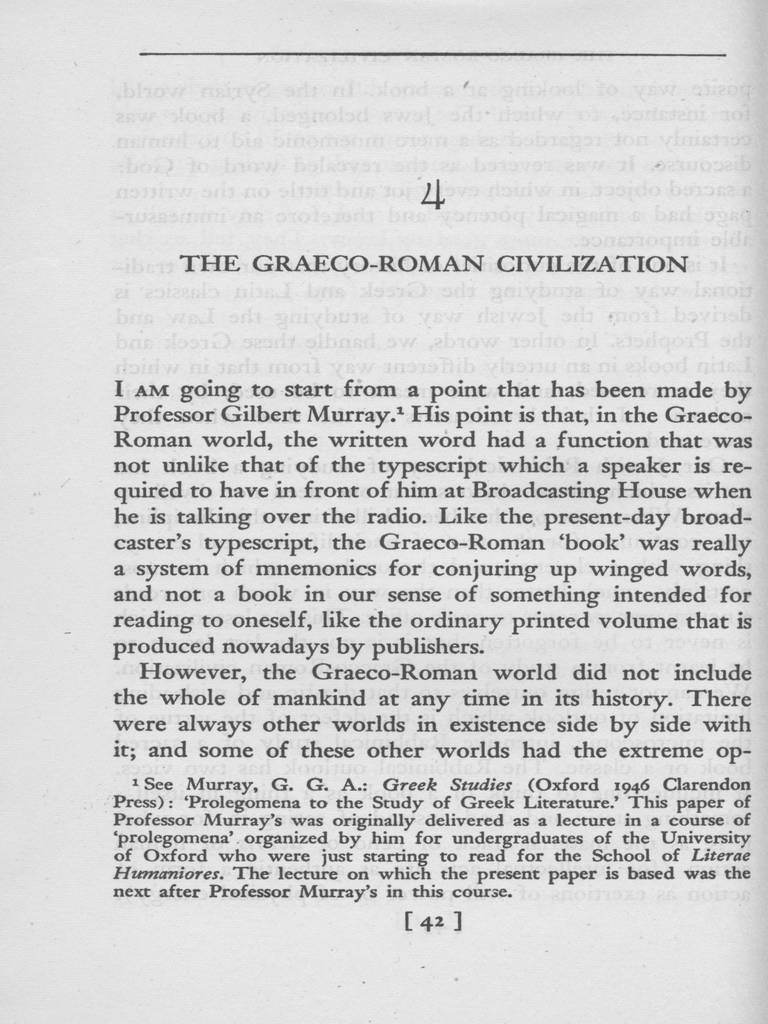 4
THE GRAECO-ROMAN CIVILIZATION
I AM going to start from a point that has been made by
Professor Gilbert Murray.¹ His point is that, in the Graeco-
Roman world, the written word had a function that was
not unlike that of the typescript which a speaker is re-
quired to have in front of him at Broadcasting House when
he is talking over the radio. Like the present-day broad-
caster's typescript, the Graeco-Roman ‘book’ was really
a system of mnemonics for conjuring up winged words,
and not a book in our sense of something intended for
reading to oneself, like the ordinary printed volume that is
produced nowadays by publishers.
However, the Graeco-Roman world did not include
the whole of mankind at any time in its history. There
were always other worlds in existence side by side with
it; and some of these other worlds had the extreme op-
¹ See Murray, G. G. A.: Greek Studies (Oxford 1946 Clarendon
Press): ‘Prolegomena to the Study of Greek Literature.’ This paper of
Professor Murray's was originally delivered as a lecture in a course of
‘prolegomena’ organized by him for undergraduates of the University
of Oxford who were just starting to read for the School of Literae
Humaniores. The lecture on which the present paper is based was the
next after Professor Murray's in this course.
[ 42 ]